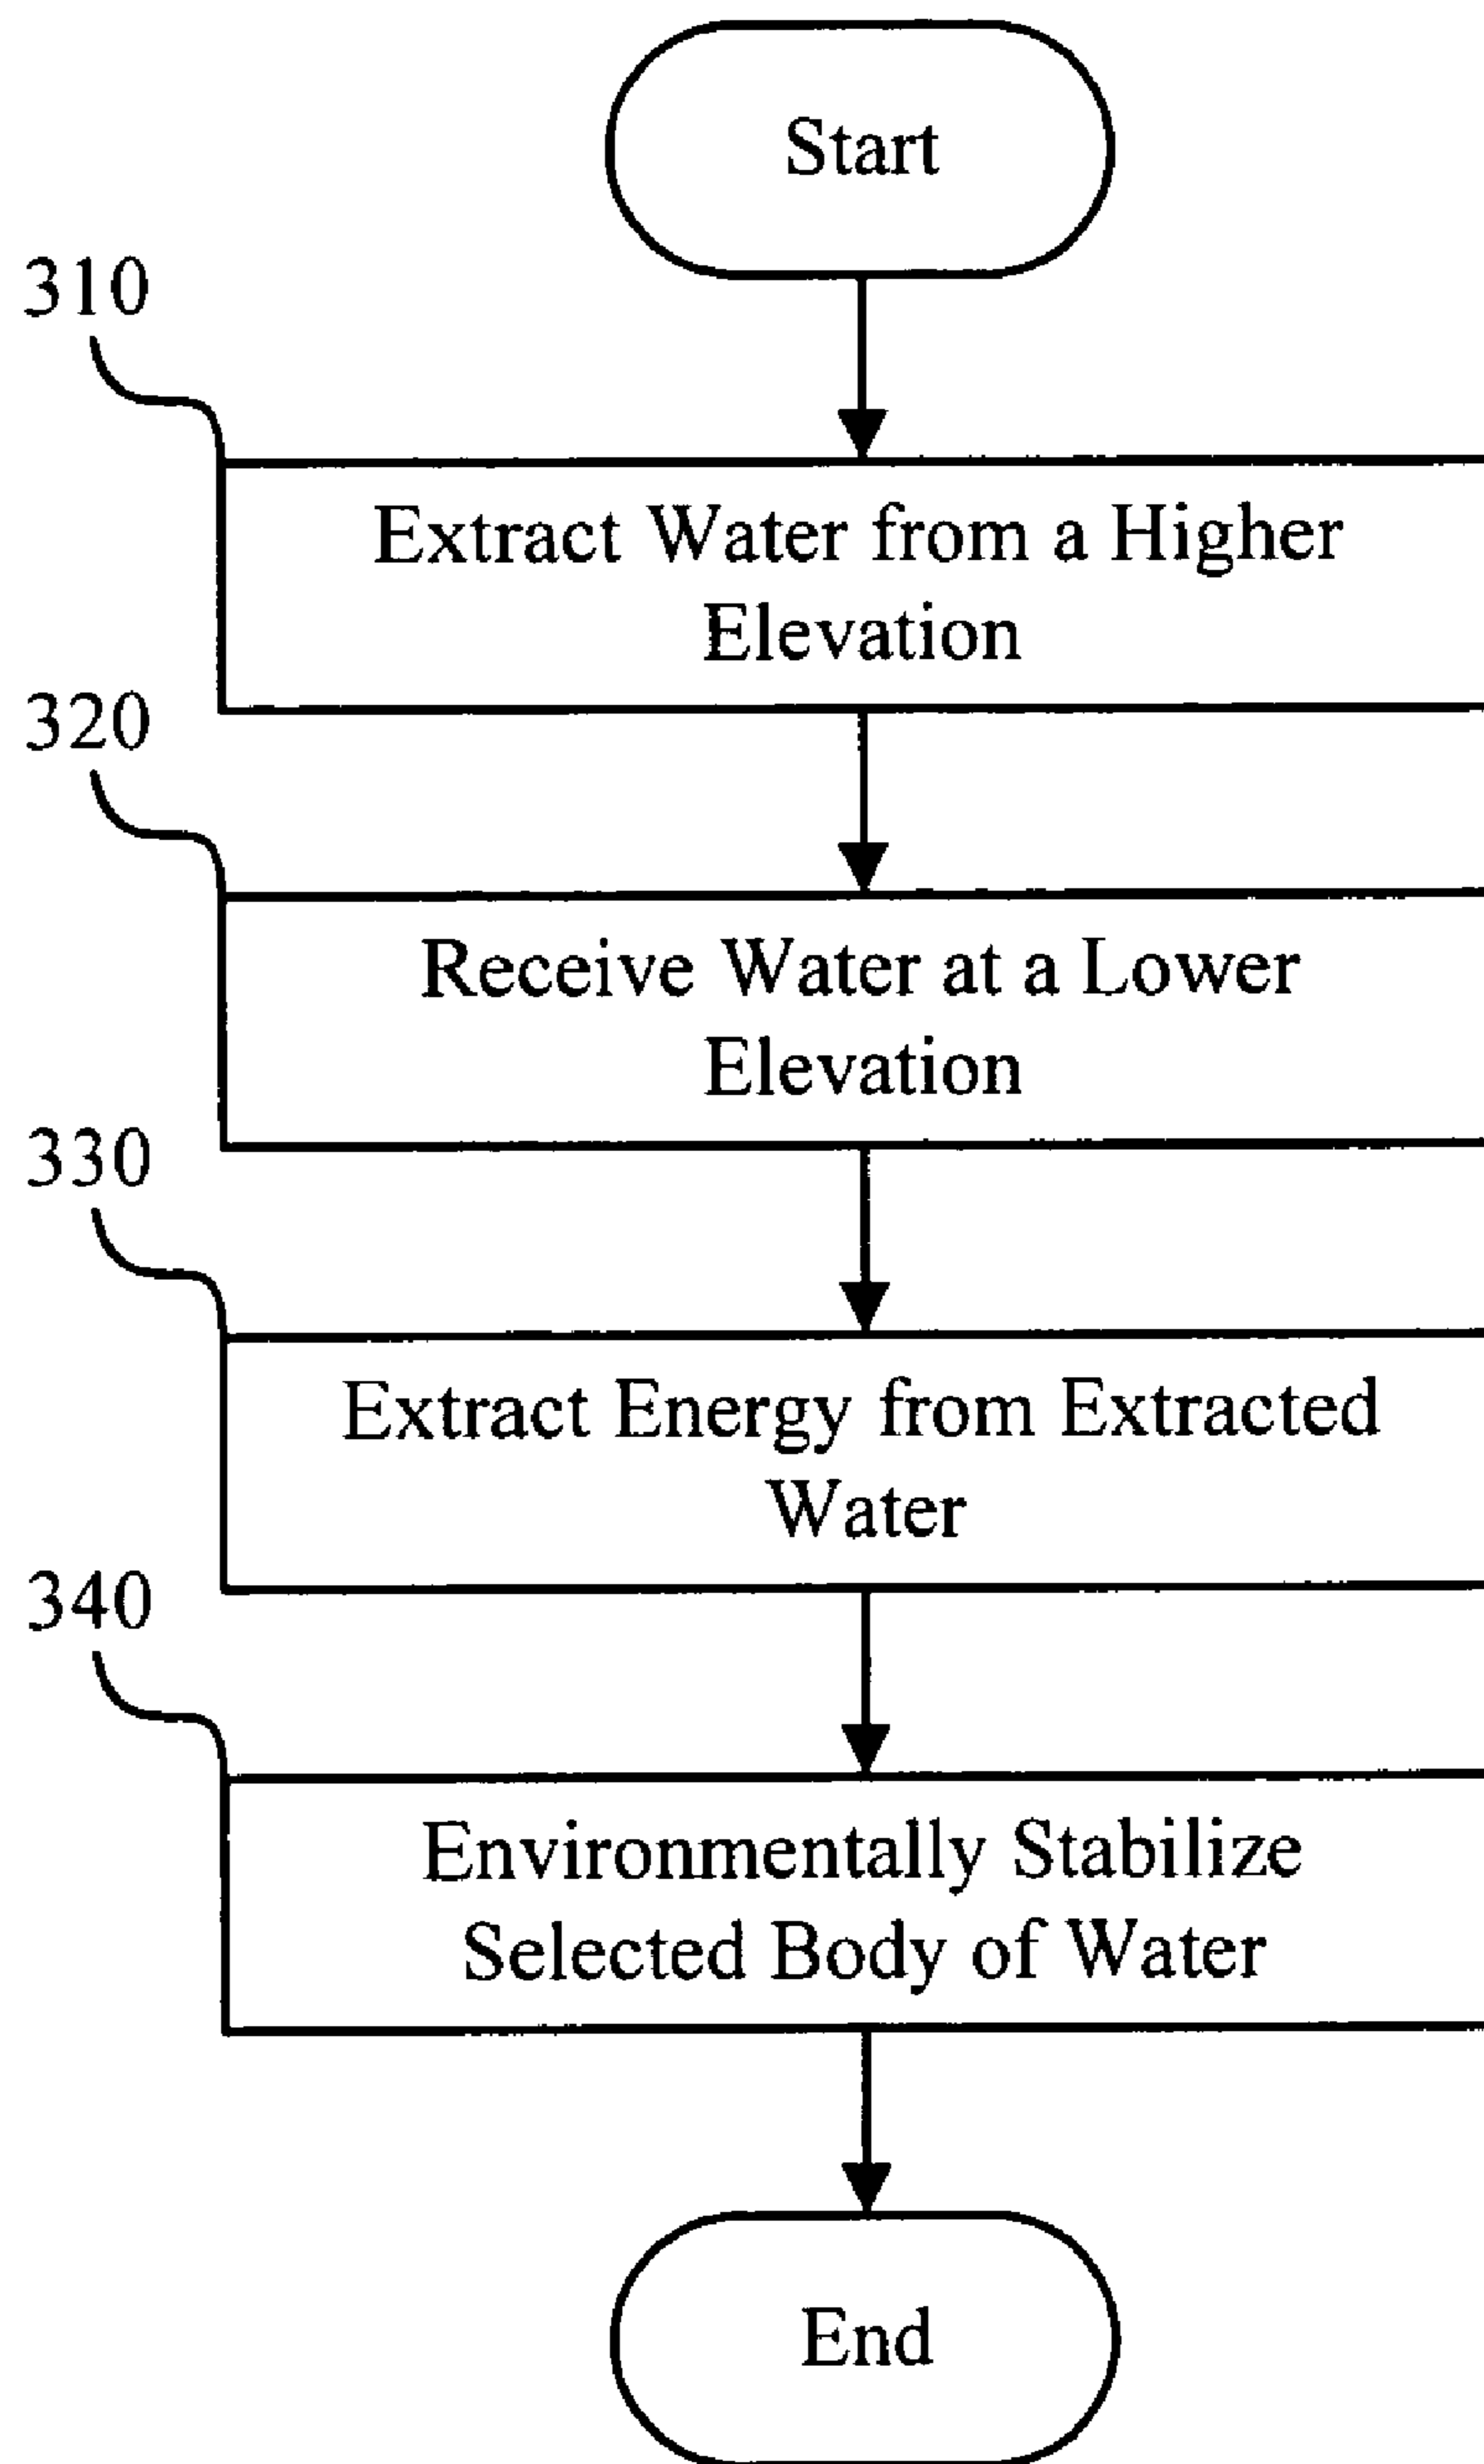 Start
310
Extract Water from a Higher
Elevation
320
Receive Water at a Lower
Elevation
330
Extract Energy from Extracted
Water
340
Environmentally Stabilize
Selected Body of Water
End